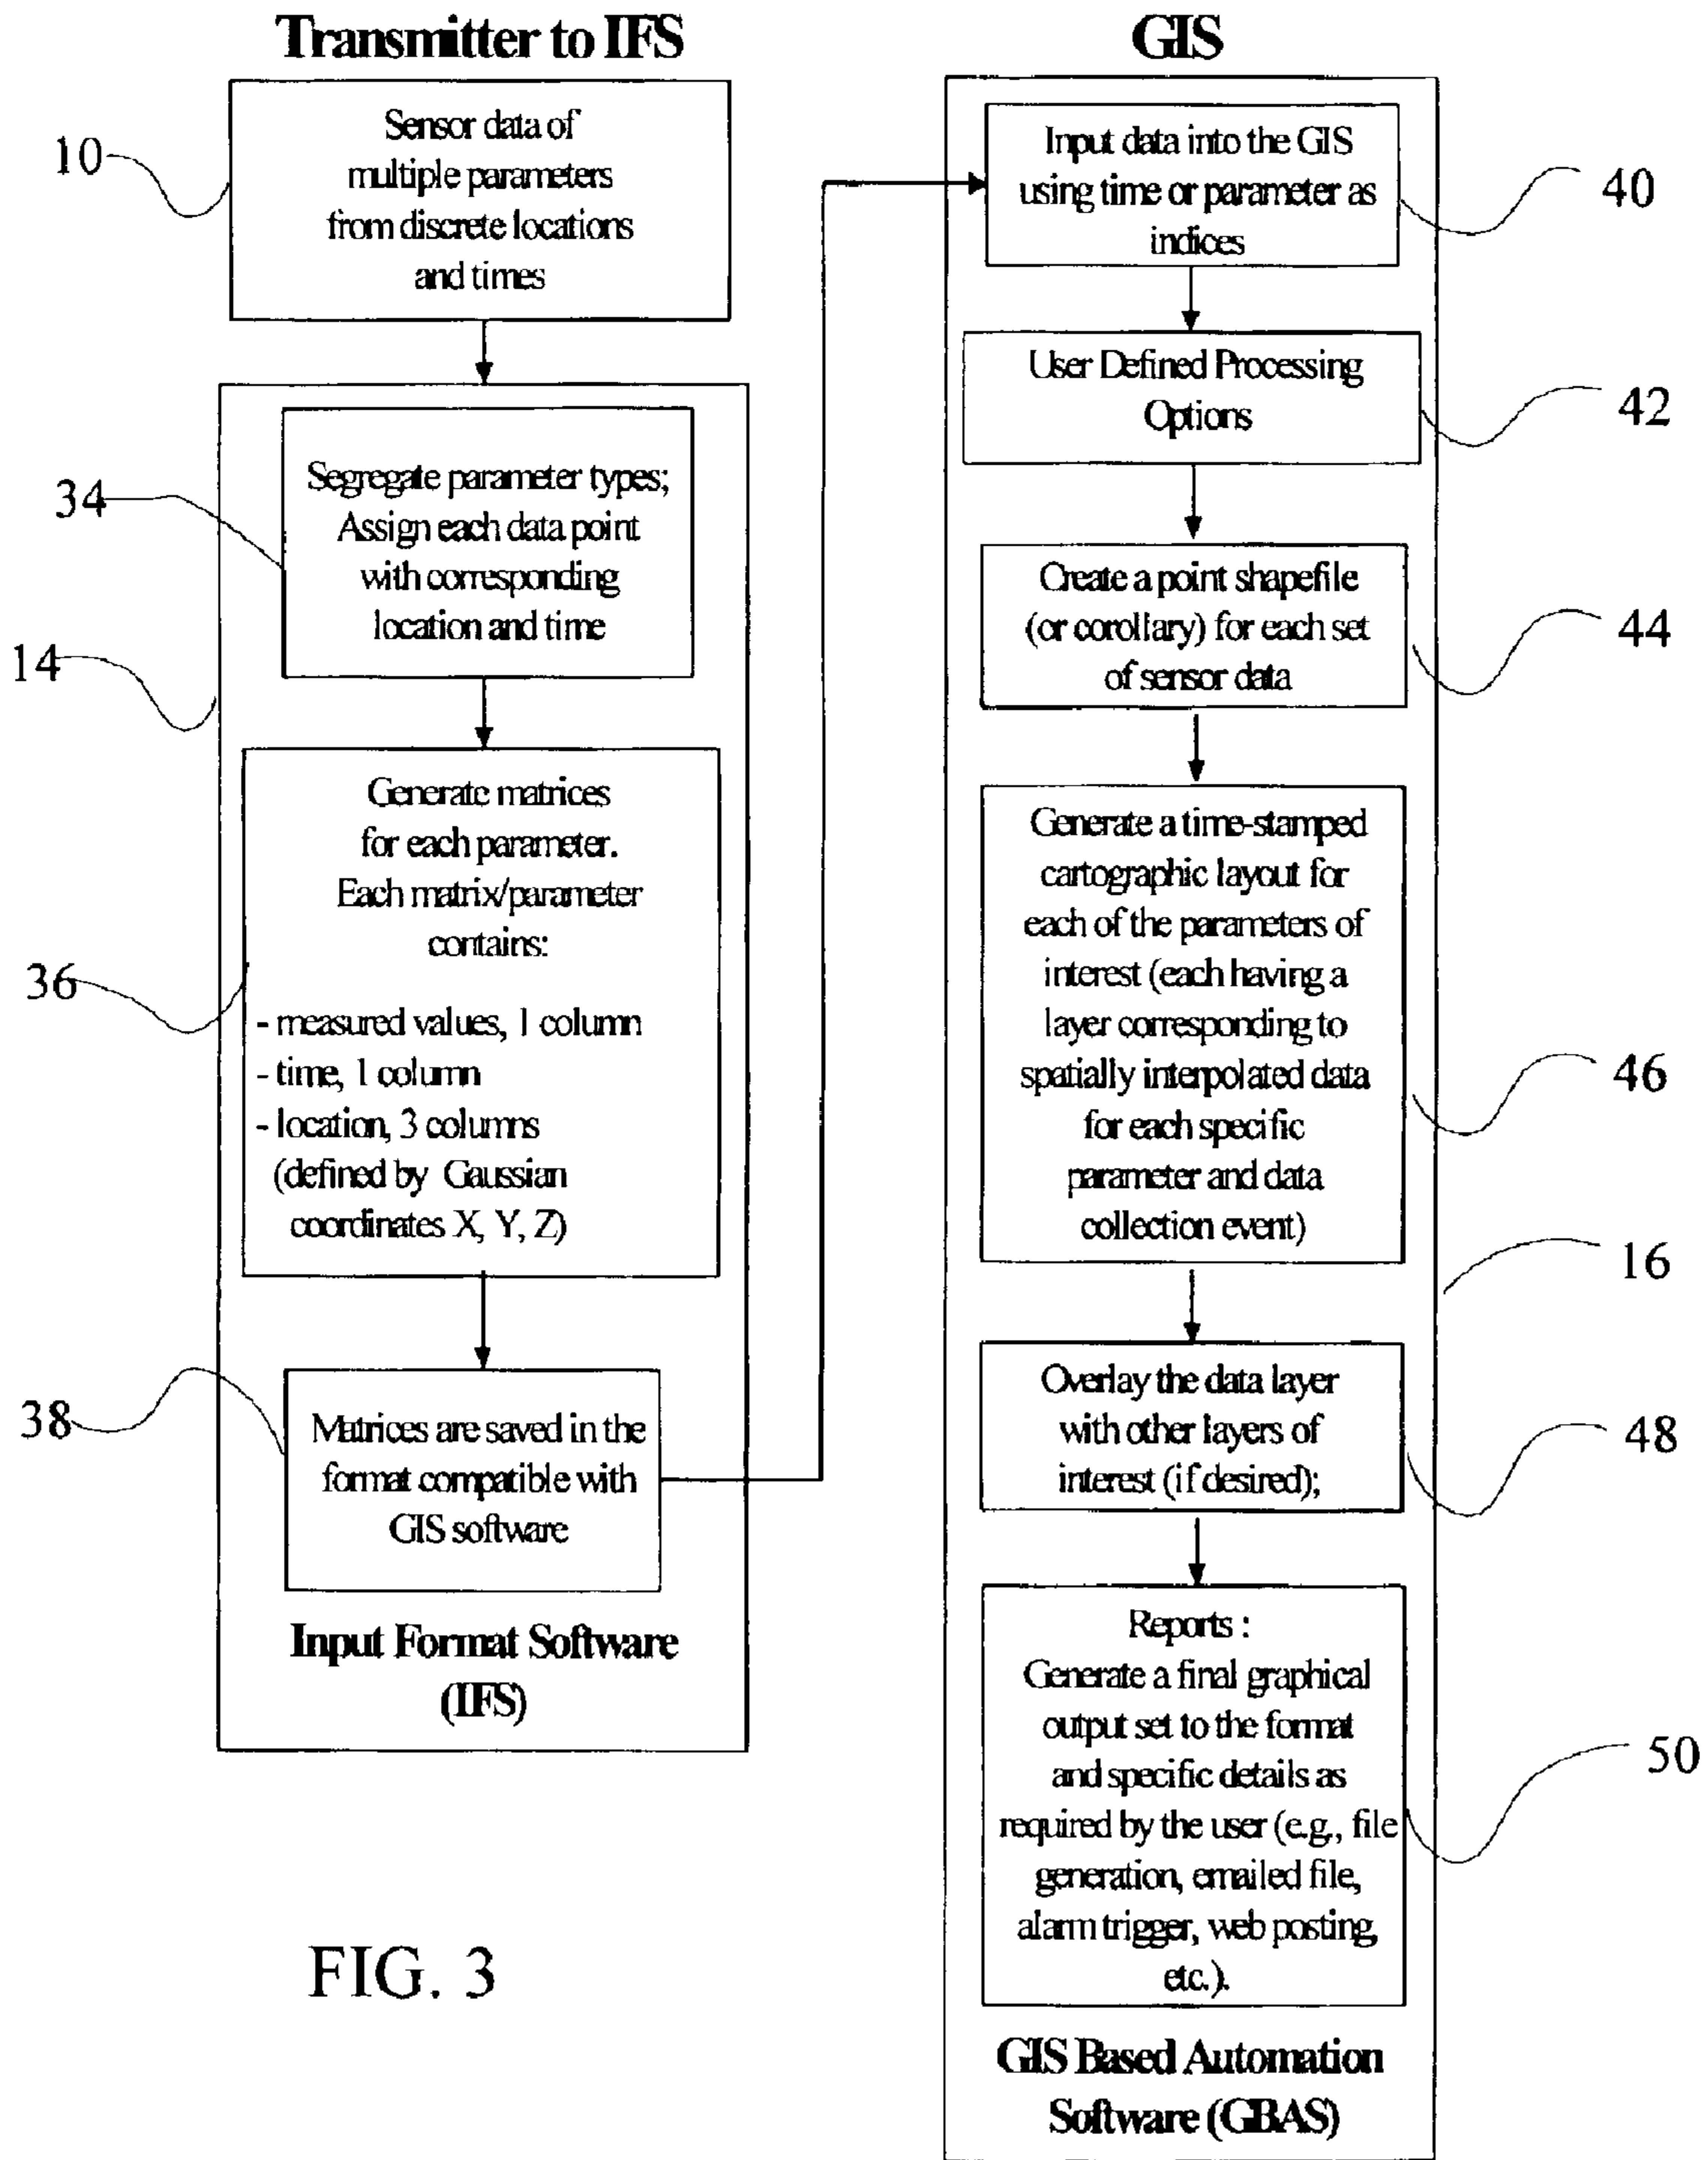 Transmitter to IFS
10
Sensor data of
multiple parameters
from discrete locations
and times
34
Segregate parameter types;
Assign each data point
with corresponding
location and time
14
36
Generate matrices
for each parameter.
Each matrix/parameter
contains:
- measured values, 1 column
- time, 1 column
- location, 3 columns
(defined by Gaussian
coordinates X, Y, Z)
38
Matrices are saved in the
format compatible with
GIS software
Input Format Software
(IFS)
FIG. 3
GIS
Input data into the GIS
using time or parameter as
indices
40
User Defined Processing
Options
42
Create a point shapefile
(or corollary) for each set
of sensor data
44
Generate a time-stamped
cartographic layout for
each of the parameters of
interest (each having a
layer corresponding to
spatially interpolated data
for each specific
parameter and data
collection event)
46
16
Overlay the data layer
with other layers of
interest (if desired);
48
Reports :
Generate a final graphical
output set to the format
and specific details as
required by the user (e.g., file
generation, emailed file,
alarm trigger, web posting,
etc.).
50
GIS Based Automation
Software (GBAS)